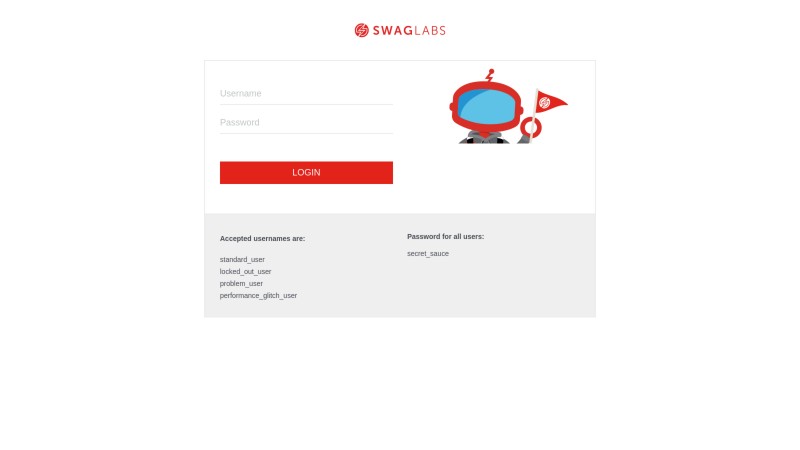 SWAGLABS
Username
Password
LOGIN
Accepted usernames are:
standard_user
locked_out_user
problem_user
performance_glitch_user
Password for all users:
secret_sauce